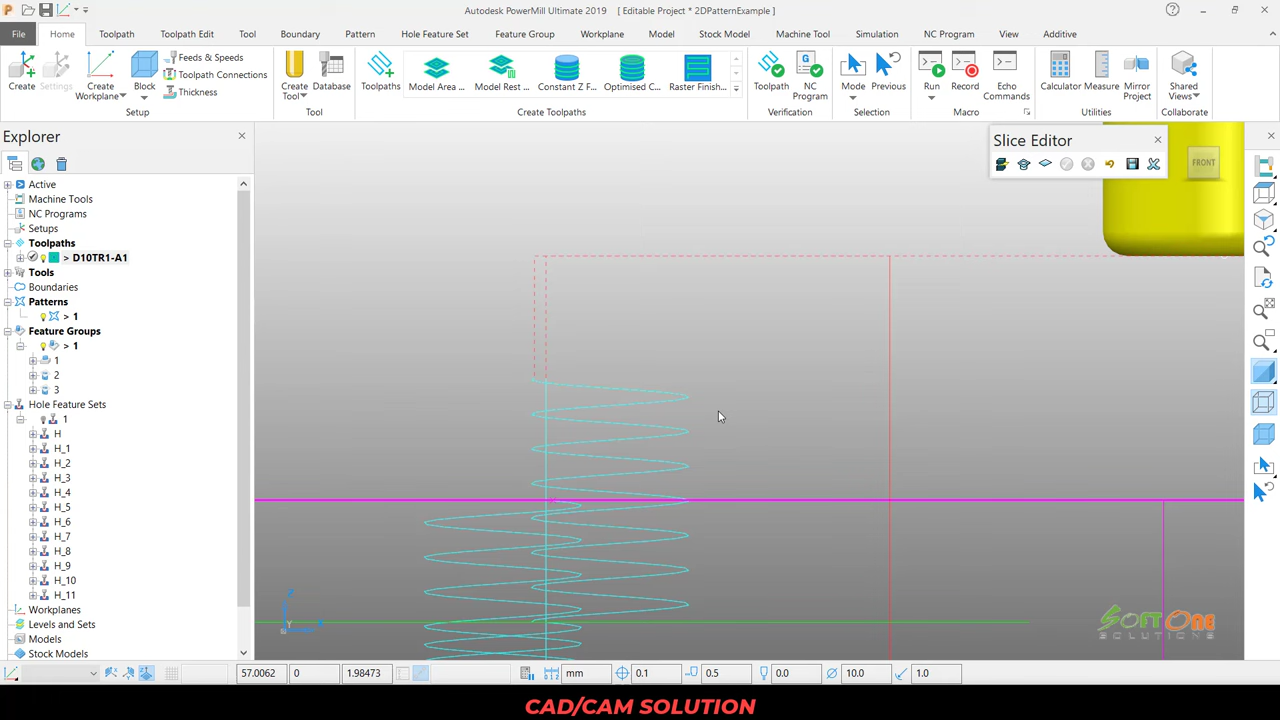 Autodesk PowerMill Ultimate 2019 [ Editable Project * 2DPatternExample ]
File Home Toolpath Toolpath Edit Tool Boundary Pattern Hole Feature Set Feature Group Workplane Model Stock Model Machine Tool Simulation NC Program View Additive
Create
Settings
Create Workplane
Block
Feeds & Speeds
Toolpath Connections
Thickness
Create Tool
Database
Toolpaths
Model Area ...
Model Rest ...
Constant Z F...
Optimised C...
Raster Finish...
Toolpath
NC Program
Mode
Previous
Run
Record
Echo Commands
Calculator
Measure
Mirror Project
Shared Views
Setup
Tool
Create Toolpaths
Verification
Selection
Macro
Utilities
Collaborate
Explorer
Active
Machine Tools
NC Programs
Setups
Toolpaths
> D10TR1-A1
Tools
Boundaries
Patterns
> 1
Feature Groups
> 1
1
2
3
Hole Feature Sets
1
H
H_1
H_2
H_3
H_4
H_5
H_6
H_7
H_8
H_9
H_10
H_11
Workplanes
Levels and Sets
Models
Stock Models
Slice Editor
FRONT
Z
Y
X
SoftOne
SOLUTIONS
57.0062 0 1.98473 mm 0.1 0.5 0.0 10.0 1.0
CAD/CAM SOLUTION